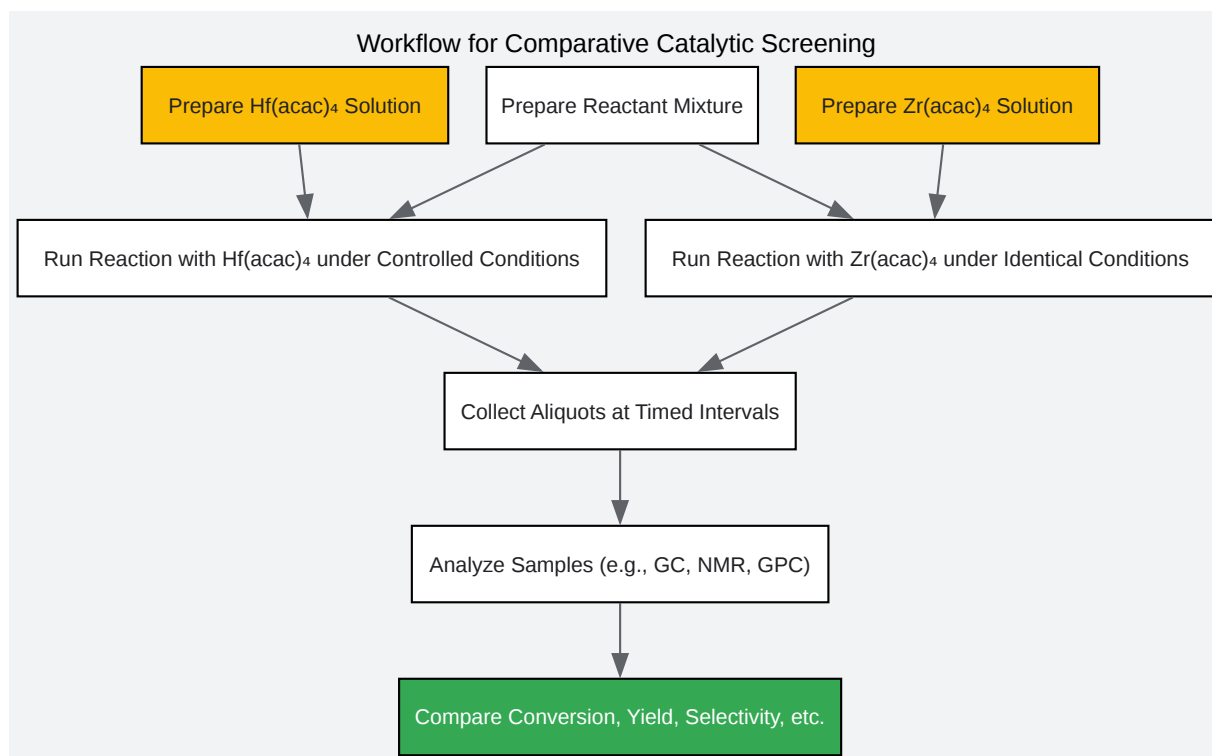 Workflow for Comparative Catalytic Screening
Prepare Hf(acac)₄ Solution
Prepare Reactant Mixture
Prepare Zr(acac)₄ Solution
Run Reaction with Hf(acac)₄ under Controlled Conditions
Run Reaction with Zr(acac)₄ under Identical Conditions
Collect Aliquots at Timed Intervals
Analyze Samples (e.g., GC, NMR, GPC)
Compare Conversion, Yield, Selectivity, etc.